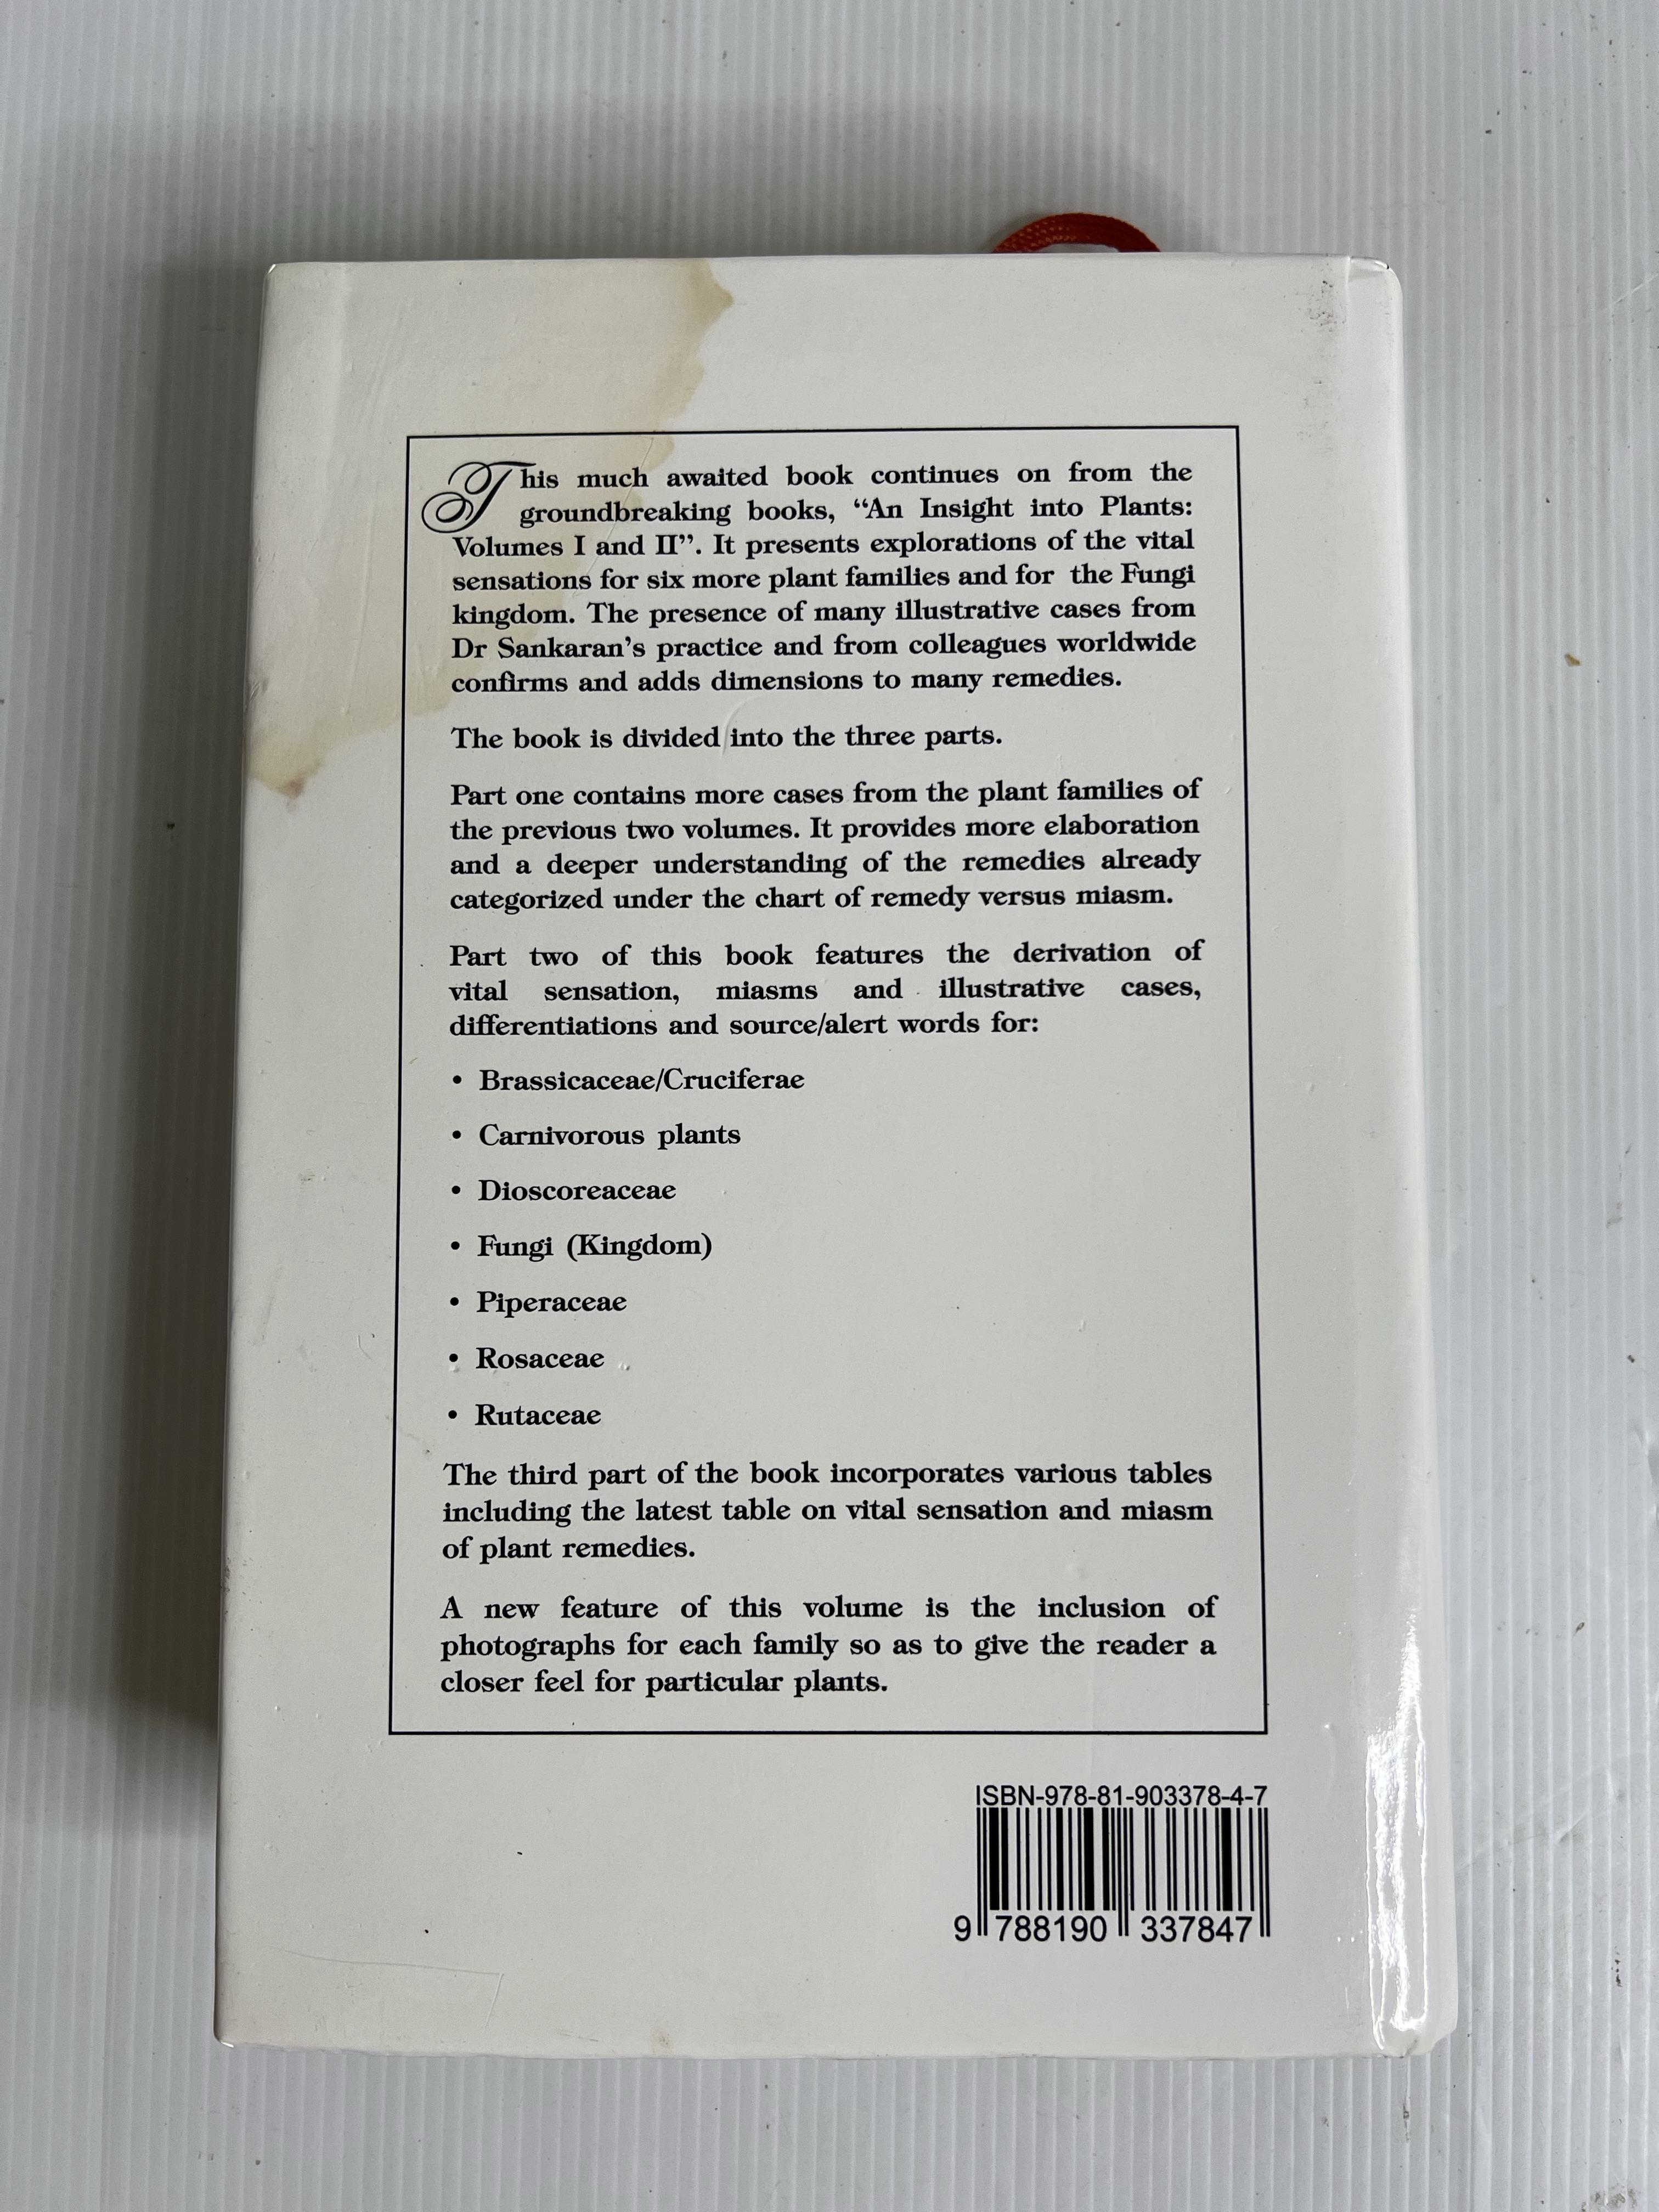 This much awaited book continues on from the
groundbreaking books, “An Insight into Plants:
Volumes I and II”. It presents explorations of the vital
sensations for six more plant families and for the Fungi
kingdom. The presence of many illustrative cases from
Dr Sankaran’s practice and from colleagues worldwide
confirms and adds dimensions to many remedies.
The book is divided into the three parts.
Part one contains more cases from the plant families of
the previous two volumes. It provides more elaboration
and a deeper understanding of the remedies already
categorized under the chart of remedy versus miasm.
Part two of this book features the derivation of
vital sensation, miasms and illustrative cases,
differentiations and source/alert words for:
• Brassicaceae/Cruciferae
• Carnivorous plants
• Dioscoreaceae
• Fungi (Kingdom)
• Piperaceae
• Rosaceae
• Rutaceae
The third part of the book incorporates various tables
including the latest table on vital sensation and miasm
of plant remedies.
A new feature of this volume is the inclusion of
photographs for each family so as to give the reader a
closer feel for particular plants.
ISBN-978-81-903378-4-7
9 788190 337847